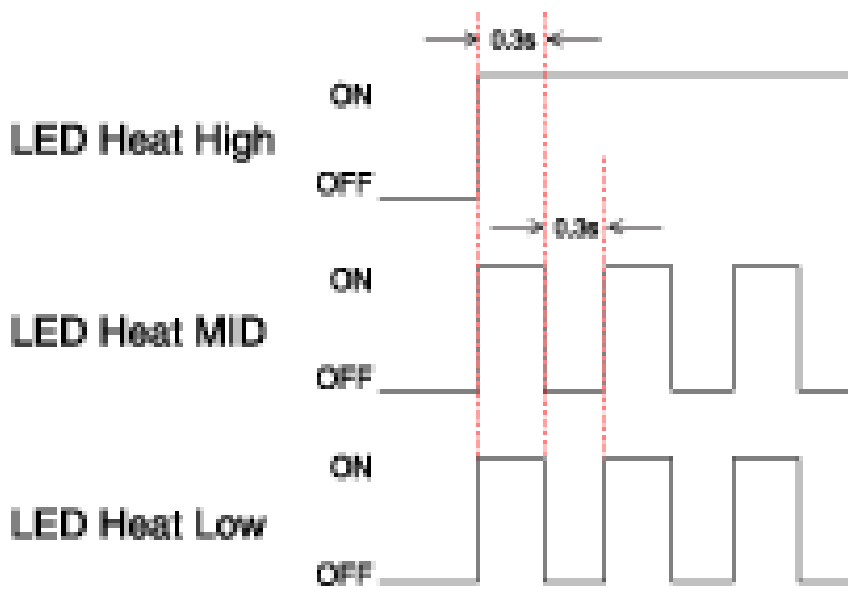 0.3s
ON
LED Heat High
OFF
0.3s
ON
LED Heat MID
OFF
ON
LED Heat Low
OFF